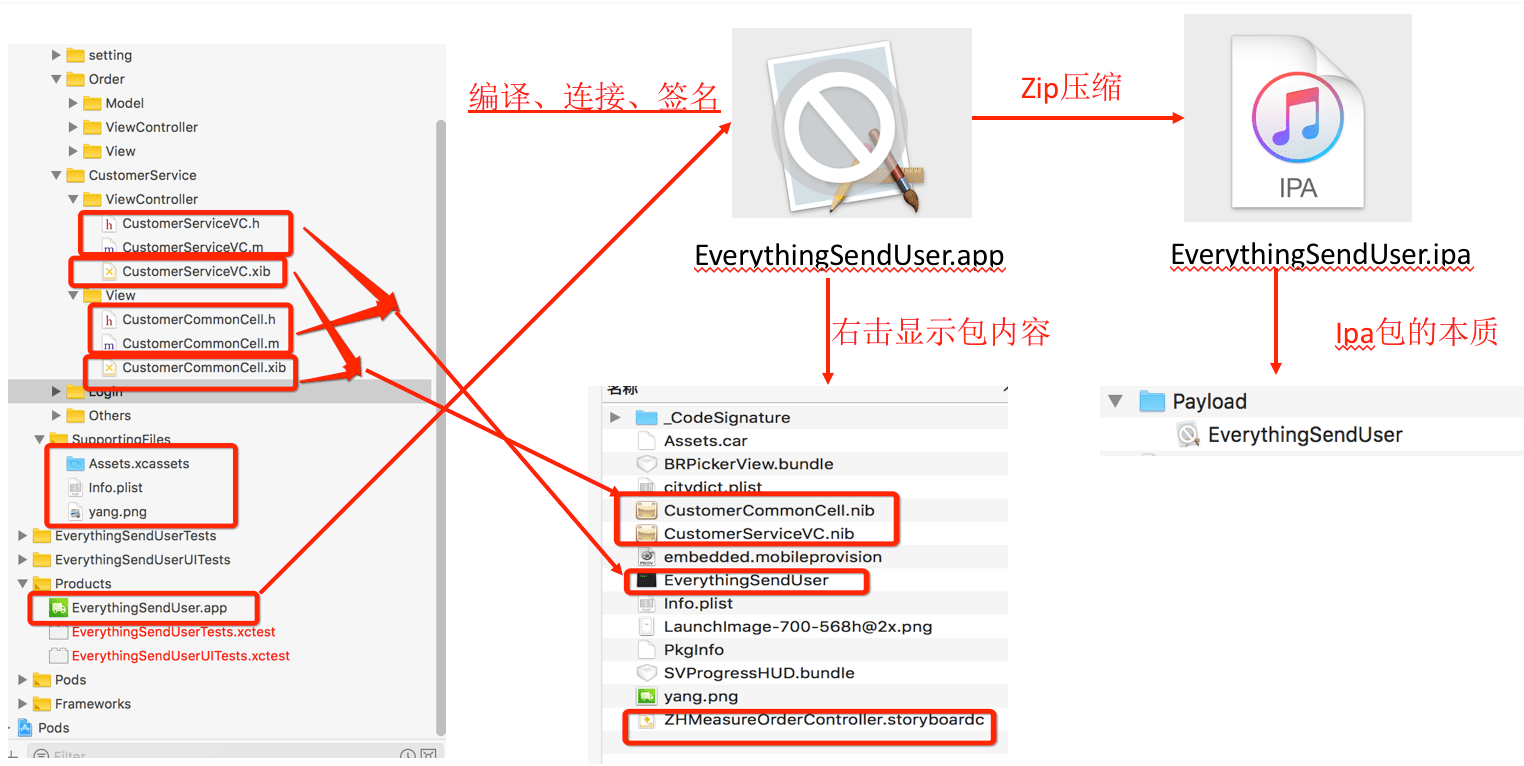 setting
Order
Model
ViewController
View
CustomerService
ViewController
CustomerServiceVC.h
CustomerServiceVC.m
CustomerServiceVC.xib
View
CustomerCommonCell.h
CustomerCommonCell.m
CustomerCommonCell.xib
Login
Others
SupportingFiles
Assets.xcassets
Info.plist
yang.png
EverythingSendUserTests
EverythingSendUserUITests
Products
EverythingSendUser.app
EverythingSendUserTests.xctest
EverythingSendUserUITests.xctest
Pods
Frameworks
Pods
Filter
编译、连接、签名
EverythingSendUser.app
Zip压缩
IPA
EverythingSendUser.ipa
右击显示包内容
名称
_CodeSignature
Assets.car
BRPickerView.bundle
citydict.plist
CustomerCommonCell.nib
CustomerServiceVC.nib
embedded.mobileprovision
EverythingSendUser
Info.plist
LaunchImage-700-568h@2x.png
PkgInfo
SVProgressHUD.bundle
yang.png
ZHMeasureOrderController.storyboardc
Ipa包的本质
Payload
EverythingSendUser